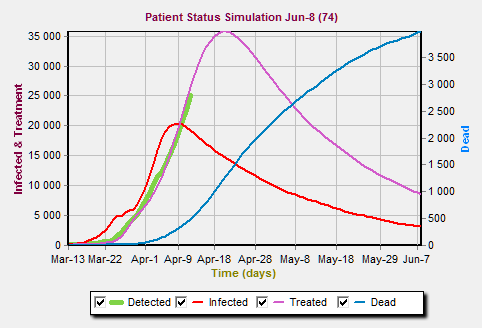 Patient Status Simulation Jun-8 (74)
35 000
30 000
25 000
20 000
15 000
10 000
5 000
0
Infected & Treatment
3 500
3 000
2 500
2 000
1 500
1 000
500
0
Dead
Mar-13 Mar-22 Apr-1 Apr-9 Apr-18 Apr-28 May-8 May-18 May-29 Jun-7
Time (days)
Detected Infected Treated Dead